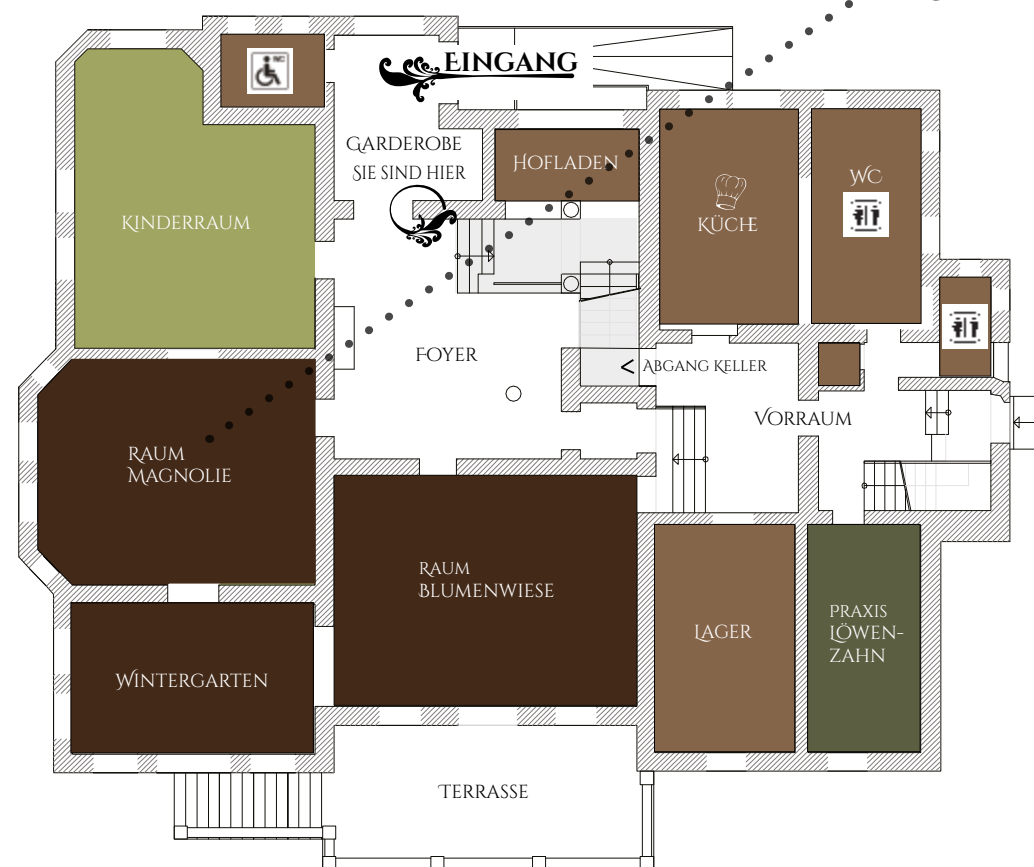 WC
Eingang
Garderobe
Sie sind hier
Hofladen
WC
Küche
Kinderraum
Foyer
< Abgang Keller
Vorraum
Raum
Magnolie
Raum
Blumenwiese
Praxis
Löwen-
zahn
Lager
Wintergarten
Terrasse